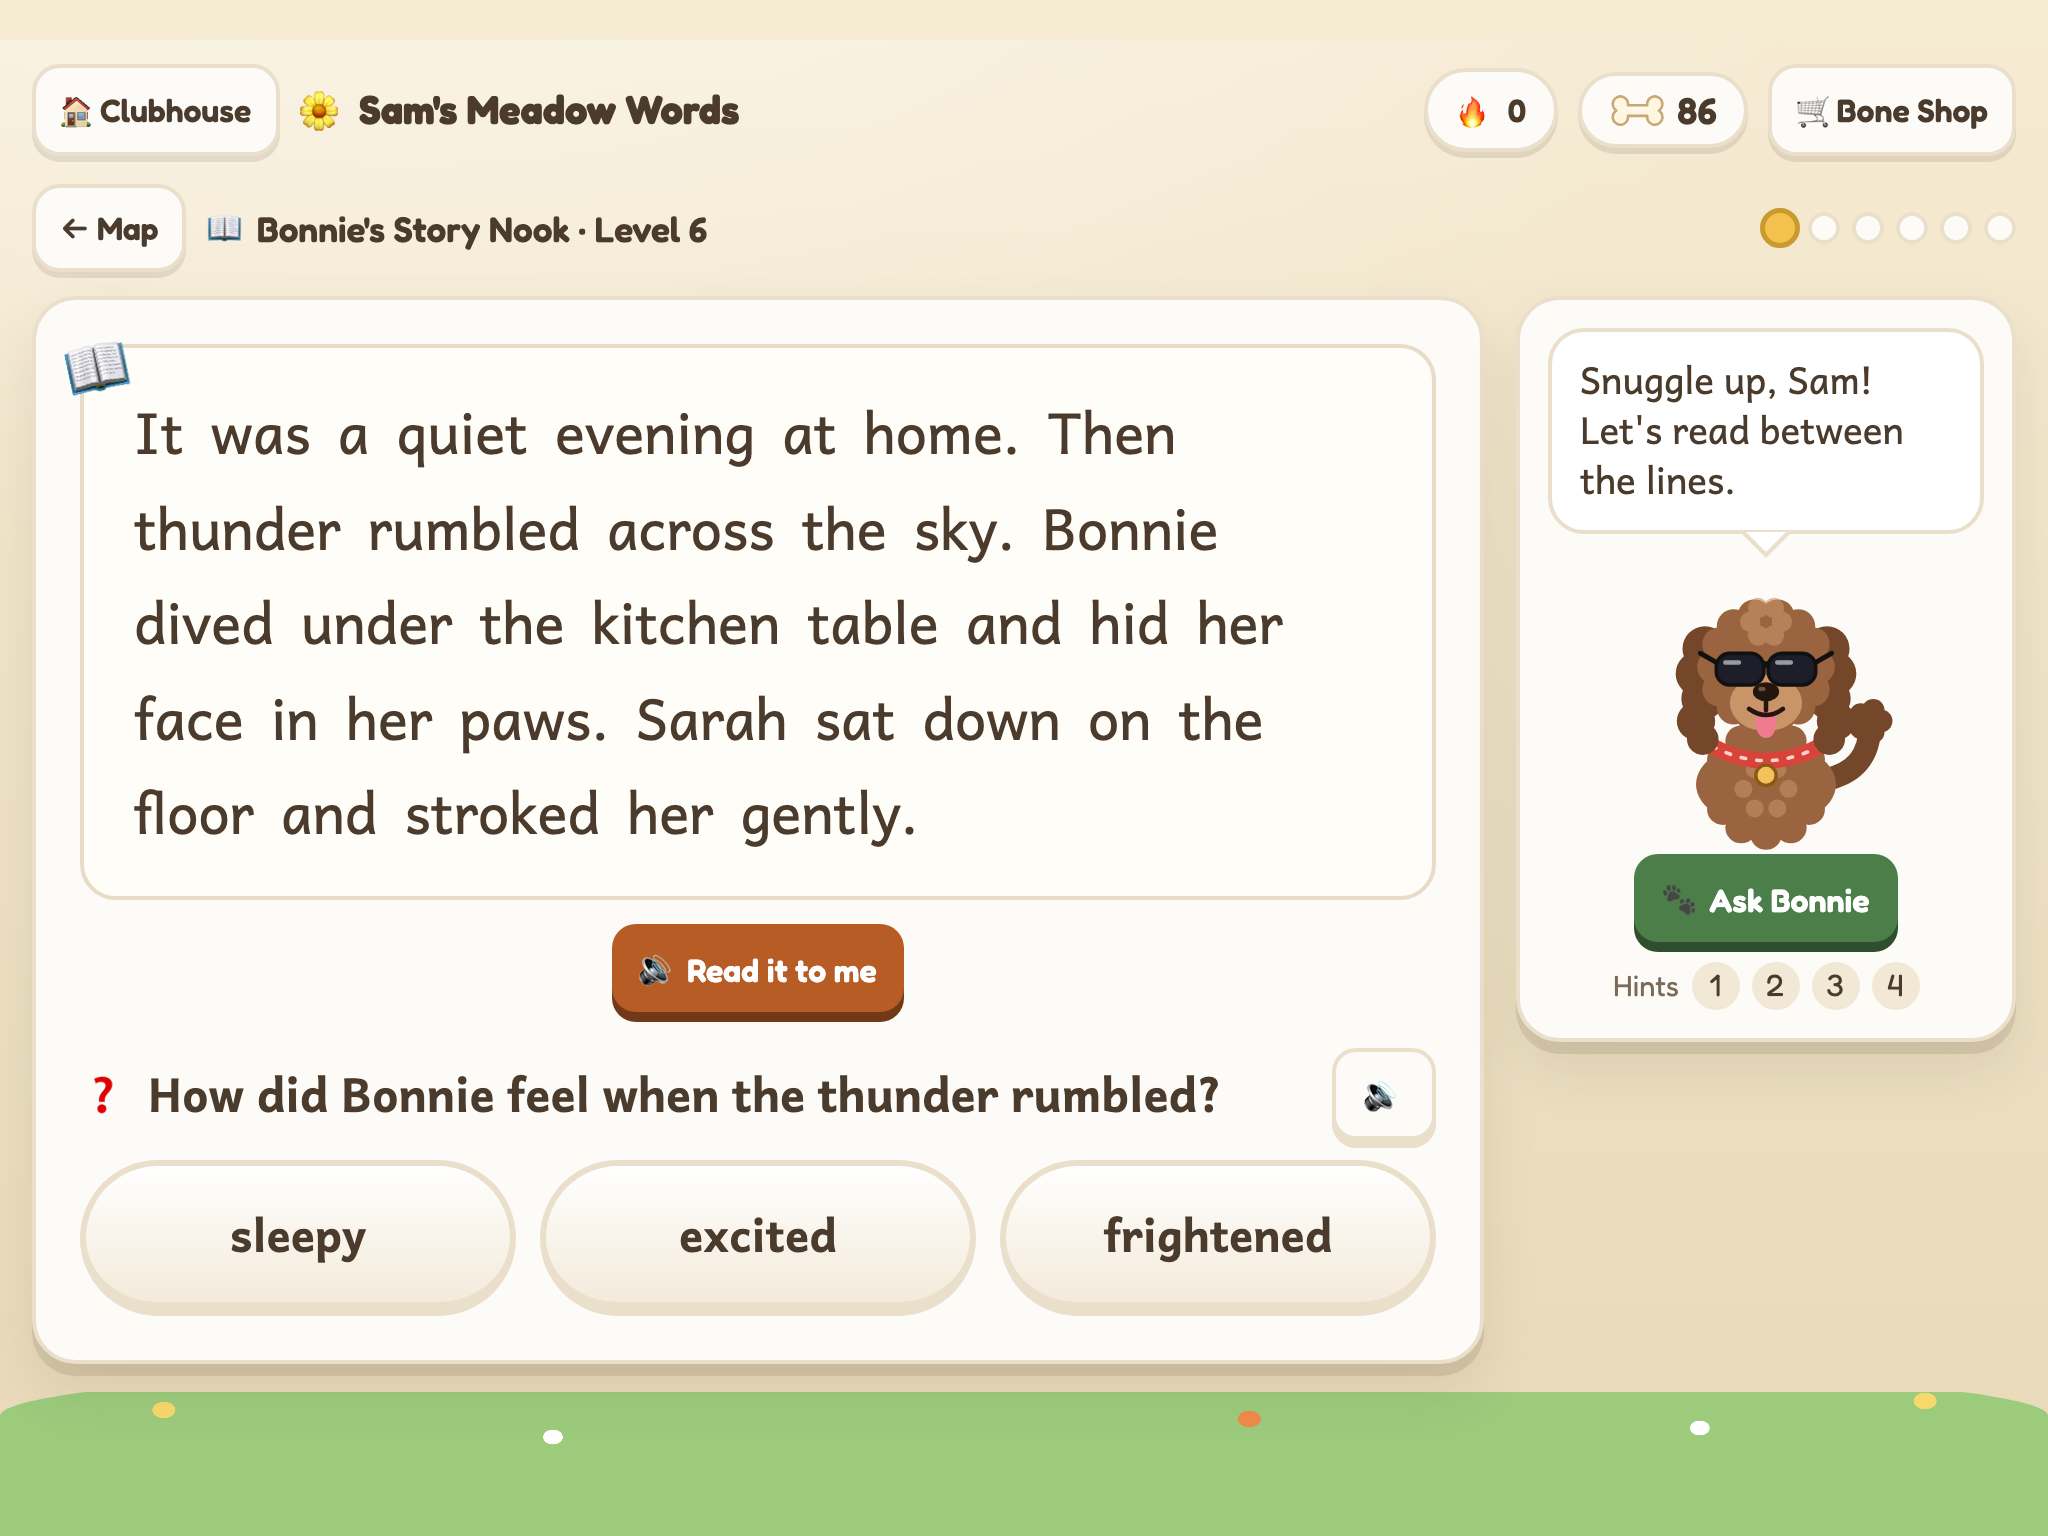 Clubhouse
Sam's Meadow Words
0
86
Bone Shop
← Map
Bonnie's Story Nook · Level 6
It was a quiet evening at home. Then
thunder rumbled across the sky. Bonnie
dived under the kitchen table and hid her
face in her paws. Sarah sat down on the
floor and stroked her gently.
Read it to me
? How did Bonnie feel when the thunder rumbled?
sleepy
excited
frightened
Snuggle up, Sam!
Let's read between
the lines.
Ask Bonnie
Hints 1 2 3 4